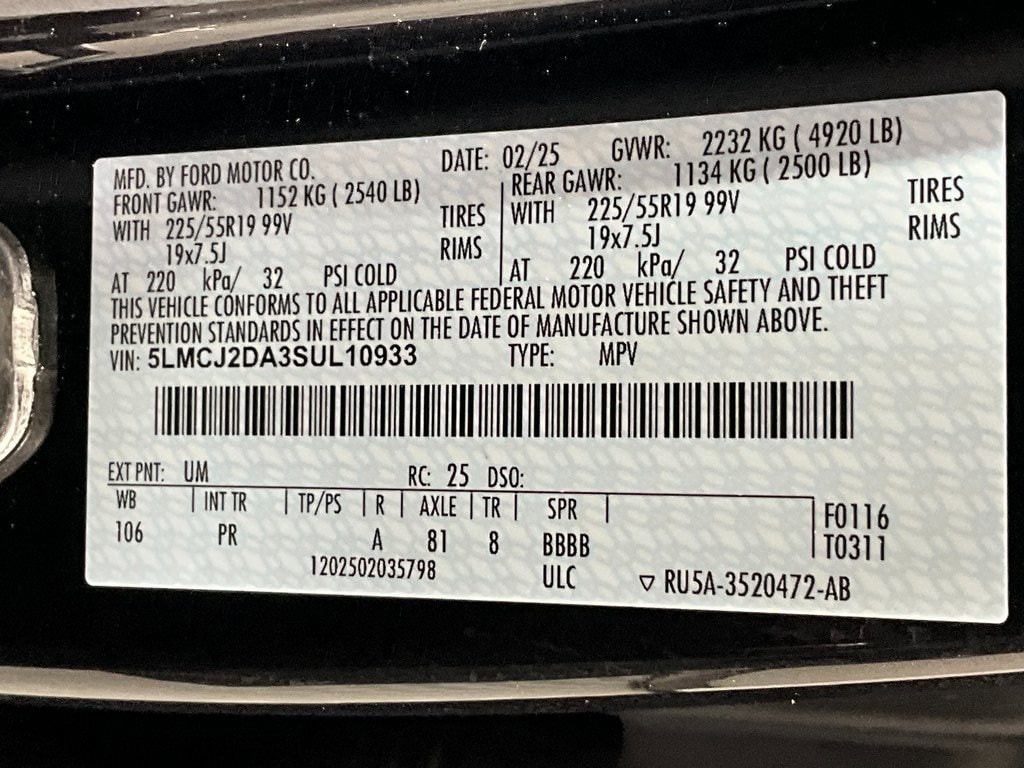 MFD. BY FORD MOTOR CO. DATE: 02/25 GVWR: 2232 KG ( 4920 LB)
FRONT GAWR: 1152 KG ( 2540 LB) REAR GAWR: 1134 KG ( 2500 LB)
WITH 225/55R19 99V TIRES WITH 225/55R19 99V TIRES
19x7.5J RIMS 19x7.5J RIMS
AT 220 kPa/ 32 PSI COLD AT 220 kPa/ 32 PSI COLD
THIS VEHICLE CONFORMS TO ALL APPLICABLE FEDERAL MOTOR VEHICLE SAFETY AND THEFT
PREVENTION STANDARDS IN EFFECT ON THE DATE OF MANUFACTURE SHOWN ABOVE.
VIN: 5LMCJ2DA3SUL10933 TYPE: MPV
EXT PNT: UM RC: 25 DSO:
WB INT TR TP/PS R AXLE TR SPR F0116
106 PR A 81 8 BBBB T0311
1202502035798 ULC ▽ RU5A-3520472-AB